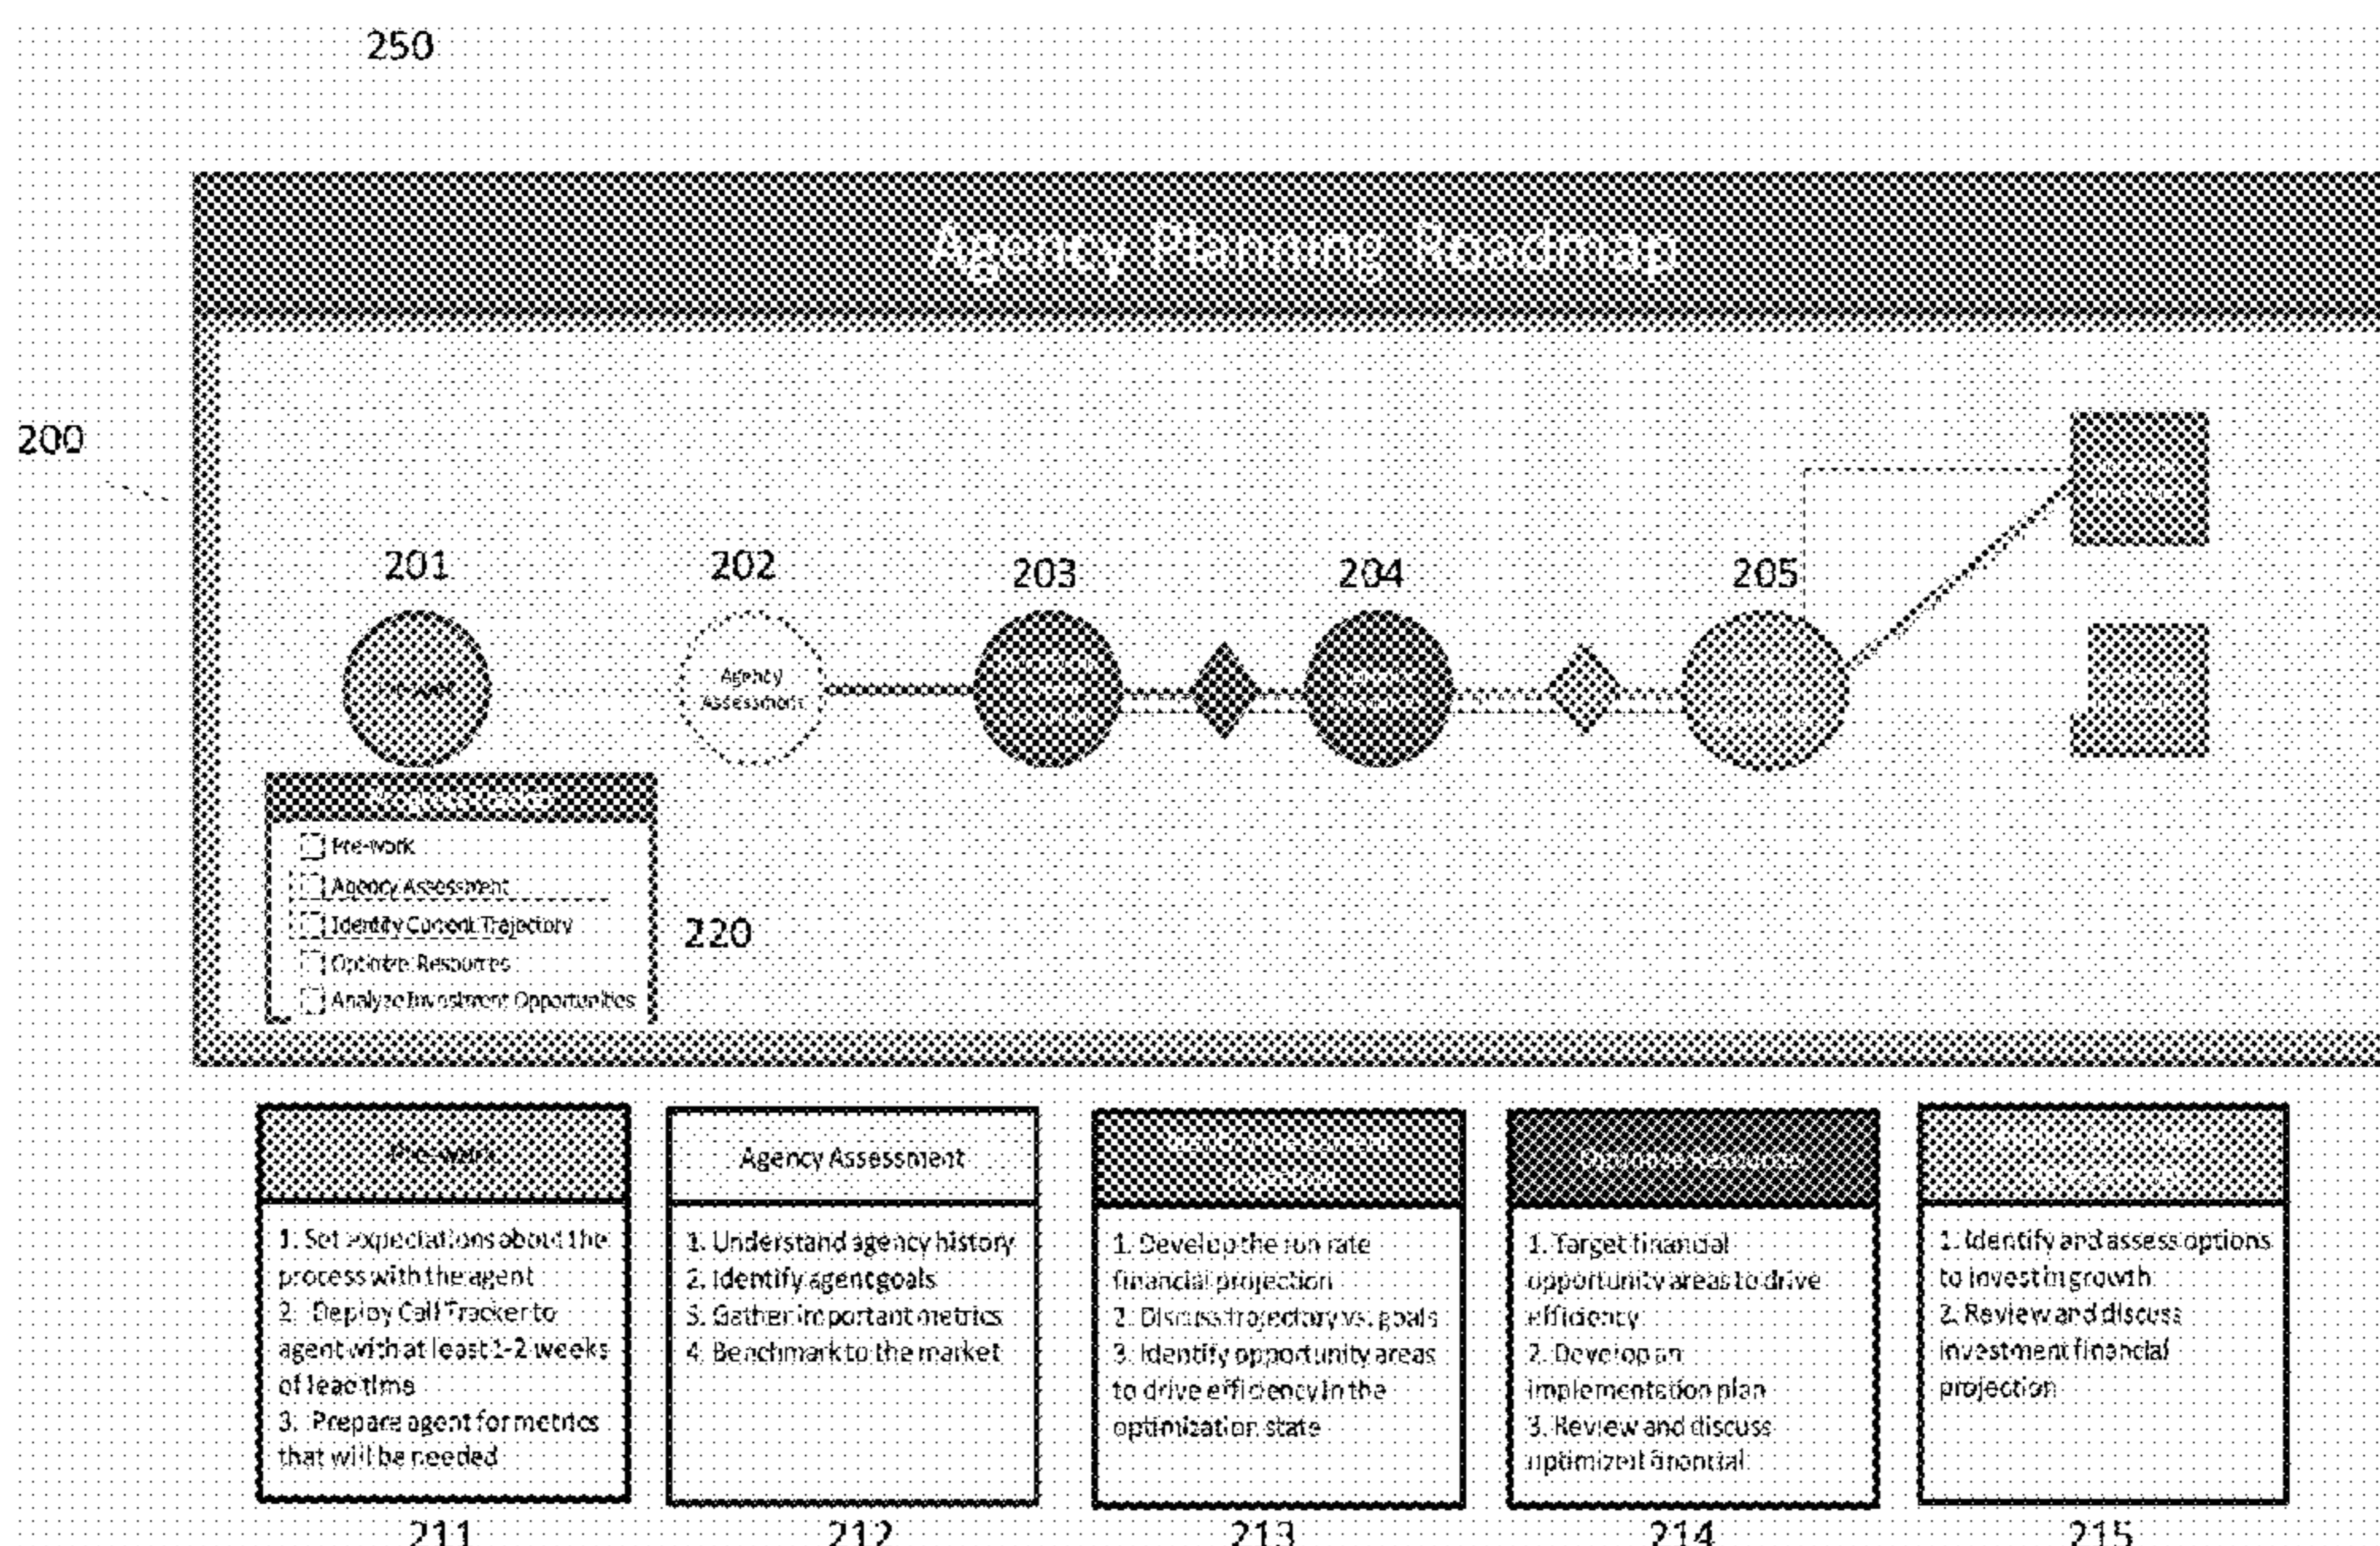 250
Agency Planning Roadmap
200
201
202
203
204
205
Agency
Assessment
Pre-work
Agency Assessment
Identify Current Trajectory
Optimize Resources
Analyze Investment Opportunities
220
Pre-work
1. Set expectations about the
process with the agent
2. Deploy Call Tracker to
agent with at least 1-2 weeks
of lead time
3. Prepare agent for metrics
that will be needed
211
Agency Assessment
1. Understand agency history
2. Identify agent goals
3. Gather important metrics
4. Benchmark to the market
212
1. Develop the run rate
financial projection
2. Discuss trajectory vs. goals
3. Identify opportunity areas
to drive efficiency in the
optimization state
213
Optimize Resources
1. Target financial
opportunity areas to drive
efficiency
2. Develop an
implementation plan
3. Review and discuss
optimized financial
214
1. Identify and assess options
to invest in growth
2. Review and discuss
investment financial
projection
215